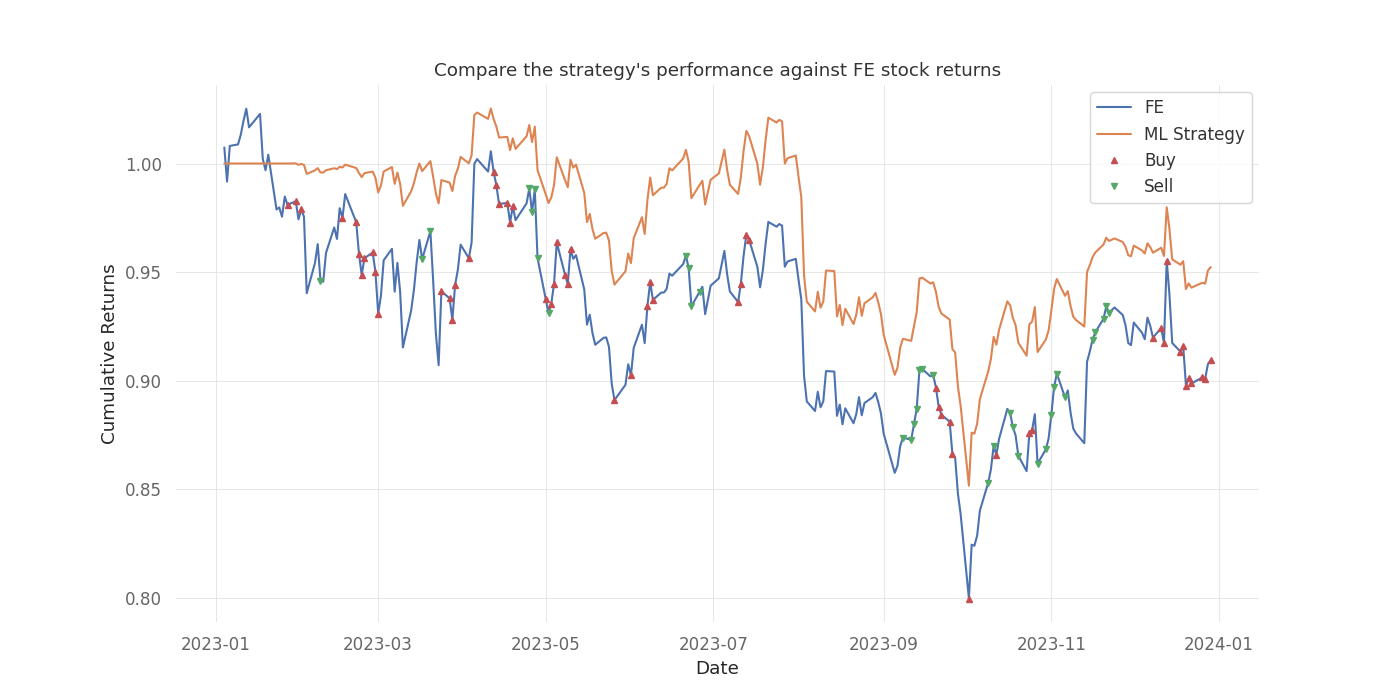 Compare the strategy's performance against FE stock returns
FE
ML Strategy
Buy
Sell
Cumulative Returns
1.00
0.95
0.90
0.85
0.80
2023-01
2023-03
2023-05
2023-07
2023-09
2023-11
2024-01
Date